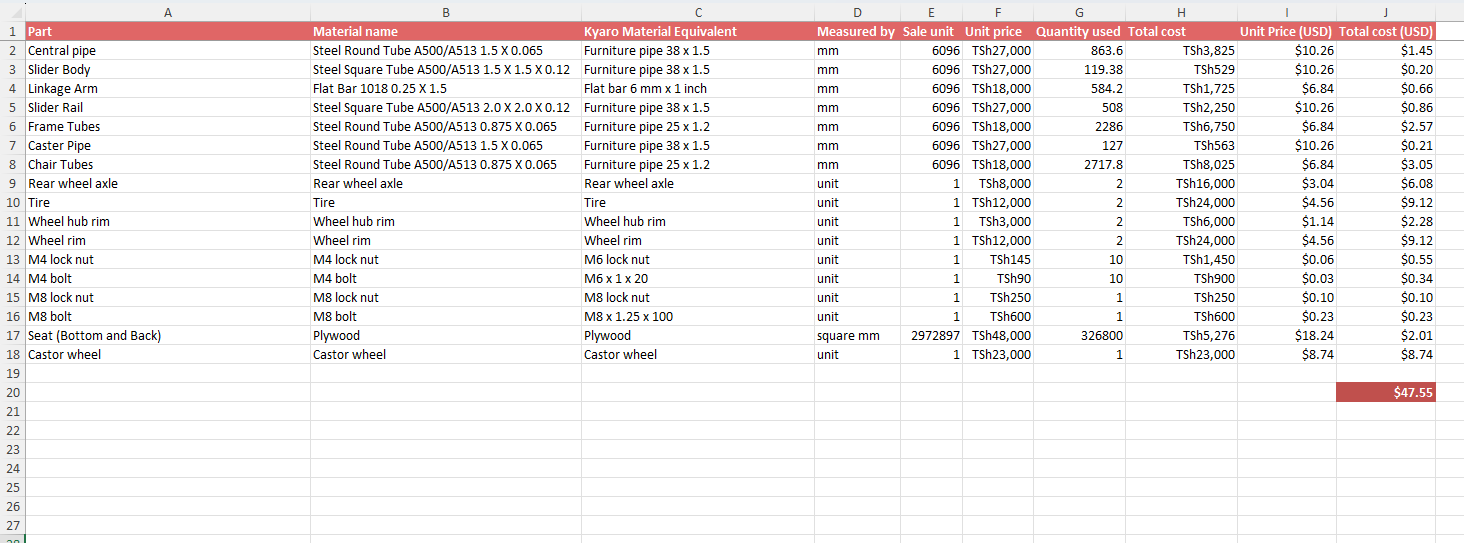 A B C D E F G H I J
1 Part Material name Kyaro Material Equivalent Measured by Sale unit Unit price Quantity used Total cost Unit Price (USD) Total cost (USD)
2 Central pipe Steel Round Tube A500/A513 1.5 X 0.065 Furniture pipe 38 x 1.5 mm 6096 TSh27,000 863.6 TSh3,825 $10.26 $1.45
3 Slider Body Steel Square Tube A500/A513 1.5 X 1.5 X 0.12 Furniture pipe 38 x 1.5 mm 6096 TSh27,000 119.38 TSh529 $10.26 $0.20
4 Linkage Arm Flat Bar 1018 0.25 X 1.5 Flat bar 6 mm x 1 inch mm 6096 TSh18,000 584.2 TSh1,725 $6.84 $0.66
5 Slider Rail Steel Square Tube A500/A513 2.0 X 2.0 X 0.12 Furniture pipe 38 x 1.5 mm 6096 TSh27,000 508 TSh2,250 $10.26 $0.86
6 Frame Tubes Steel Round Tube A500/A513 0.875 X 0.065 Furniture pipe 25 x 1.2 mm 6096 TSh18,000 2286 TSh6,750 $6.84 $2.57
7 Caster Pipe Steel Round Tube A500/A513 1.5 X 0.065 Furniture pipe 38 x 1.5 mm 6096 TSh27,000 127 TSh563 $10.26 $0.21
8 Chair Tubes Steel Round Tube A500/A513 0.875 X 0.065 Furniture pipe 25 x 1.2 mm 6096 TSh18,000 2717.8 TSh8,025 $6.84 $3.05
9 Rear wheel axle Rear wheel axle Rear wheel axle unit 1 TSh8,000 2 TSh16,000 $3.04 $6.08
10 Tire Tire Tire unit 1 TSh12,000 2 TSh24,000 $4.56 $9.12
11 Wheel hub rim Wheel hub rim Wheel hub rim unit 1 TSh3,000 2 TSh6,000 $1.14 $2.28
12 Wheel rim Wheel rim Wheel rim unit 1 TSh12,000 2 TSh24,000 $4.56 $9.12
13 M4 lock nut M4 lock nut M6 lock nut unit 1 TSh145 10 TSh1,450 $0.06 $0.55
14 M4 bolt M4 bolt M6 x 1 x 20 unit 1 TSh90 10 TSh900 $0.03 $0.34
15 M8 lock nut M8 lock nut M8 lock nut unit 1 TSh250 1 TSh250 $0.10 $0.10
16 M8 bolt M8 bolt M8 x 1.25 x 100 unit 1 TSh600 1 TSh600 $0.23 $0.23
17 Seat (Bottom and Back) Plywood Plywood square mm 2972897 TSh48,000 326800 TSh5,276 $18.24 $2.01
18 Castor wheel Castor wheel Castor wheel unit 1 TSh23,000 1 TSh23,000 $8.74 $8.74
19
20 $47.55
21
22
23
24
25
26
27